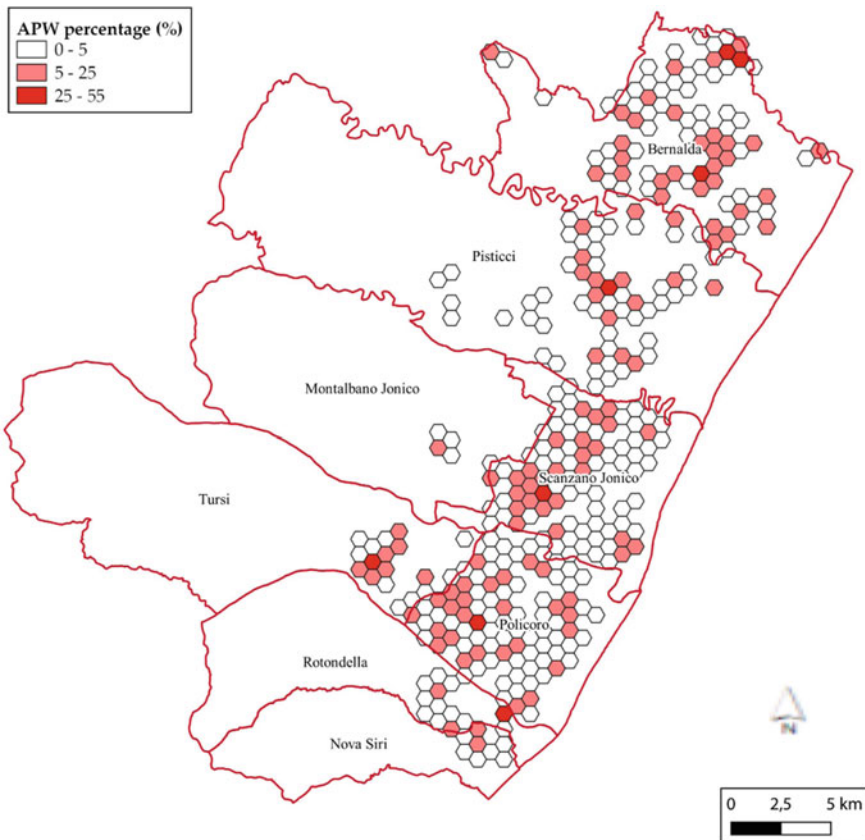 APW percentage (%)
0 - 5
5 - 25
25 - 55
Bernalda
Pisticci
Montalbano Jonico
Scanzano Jonico
Tursi
Policoro
Rotondella
Nova Siri
N
0 2,5 5 km